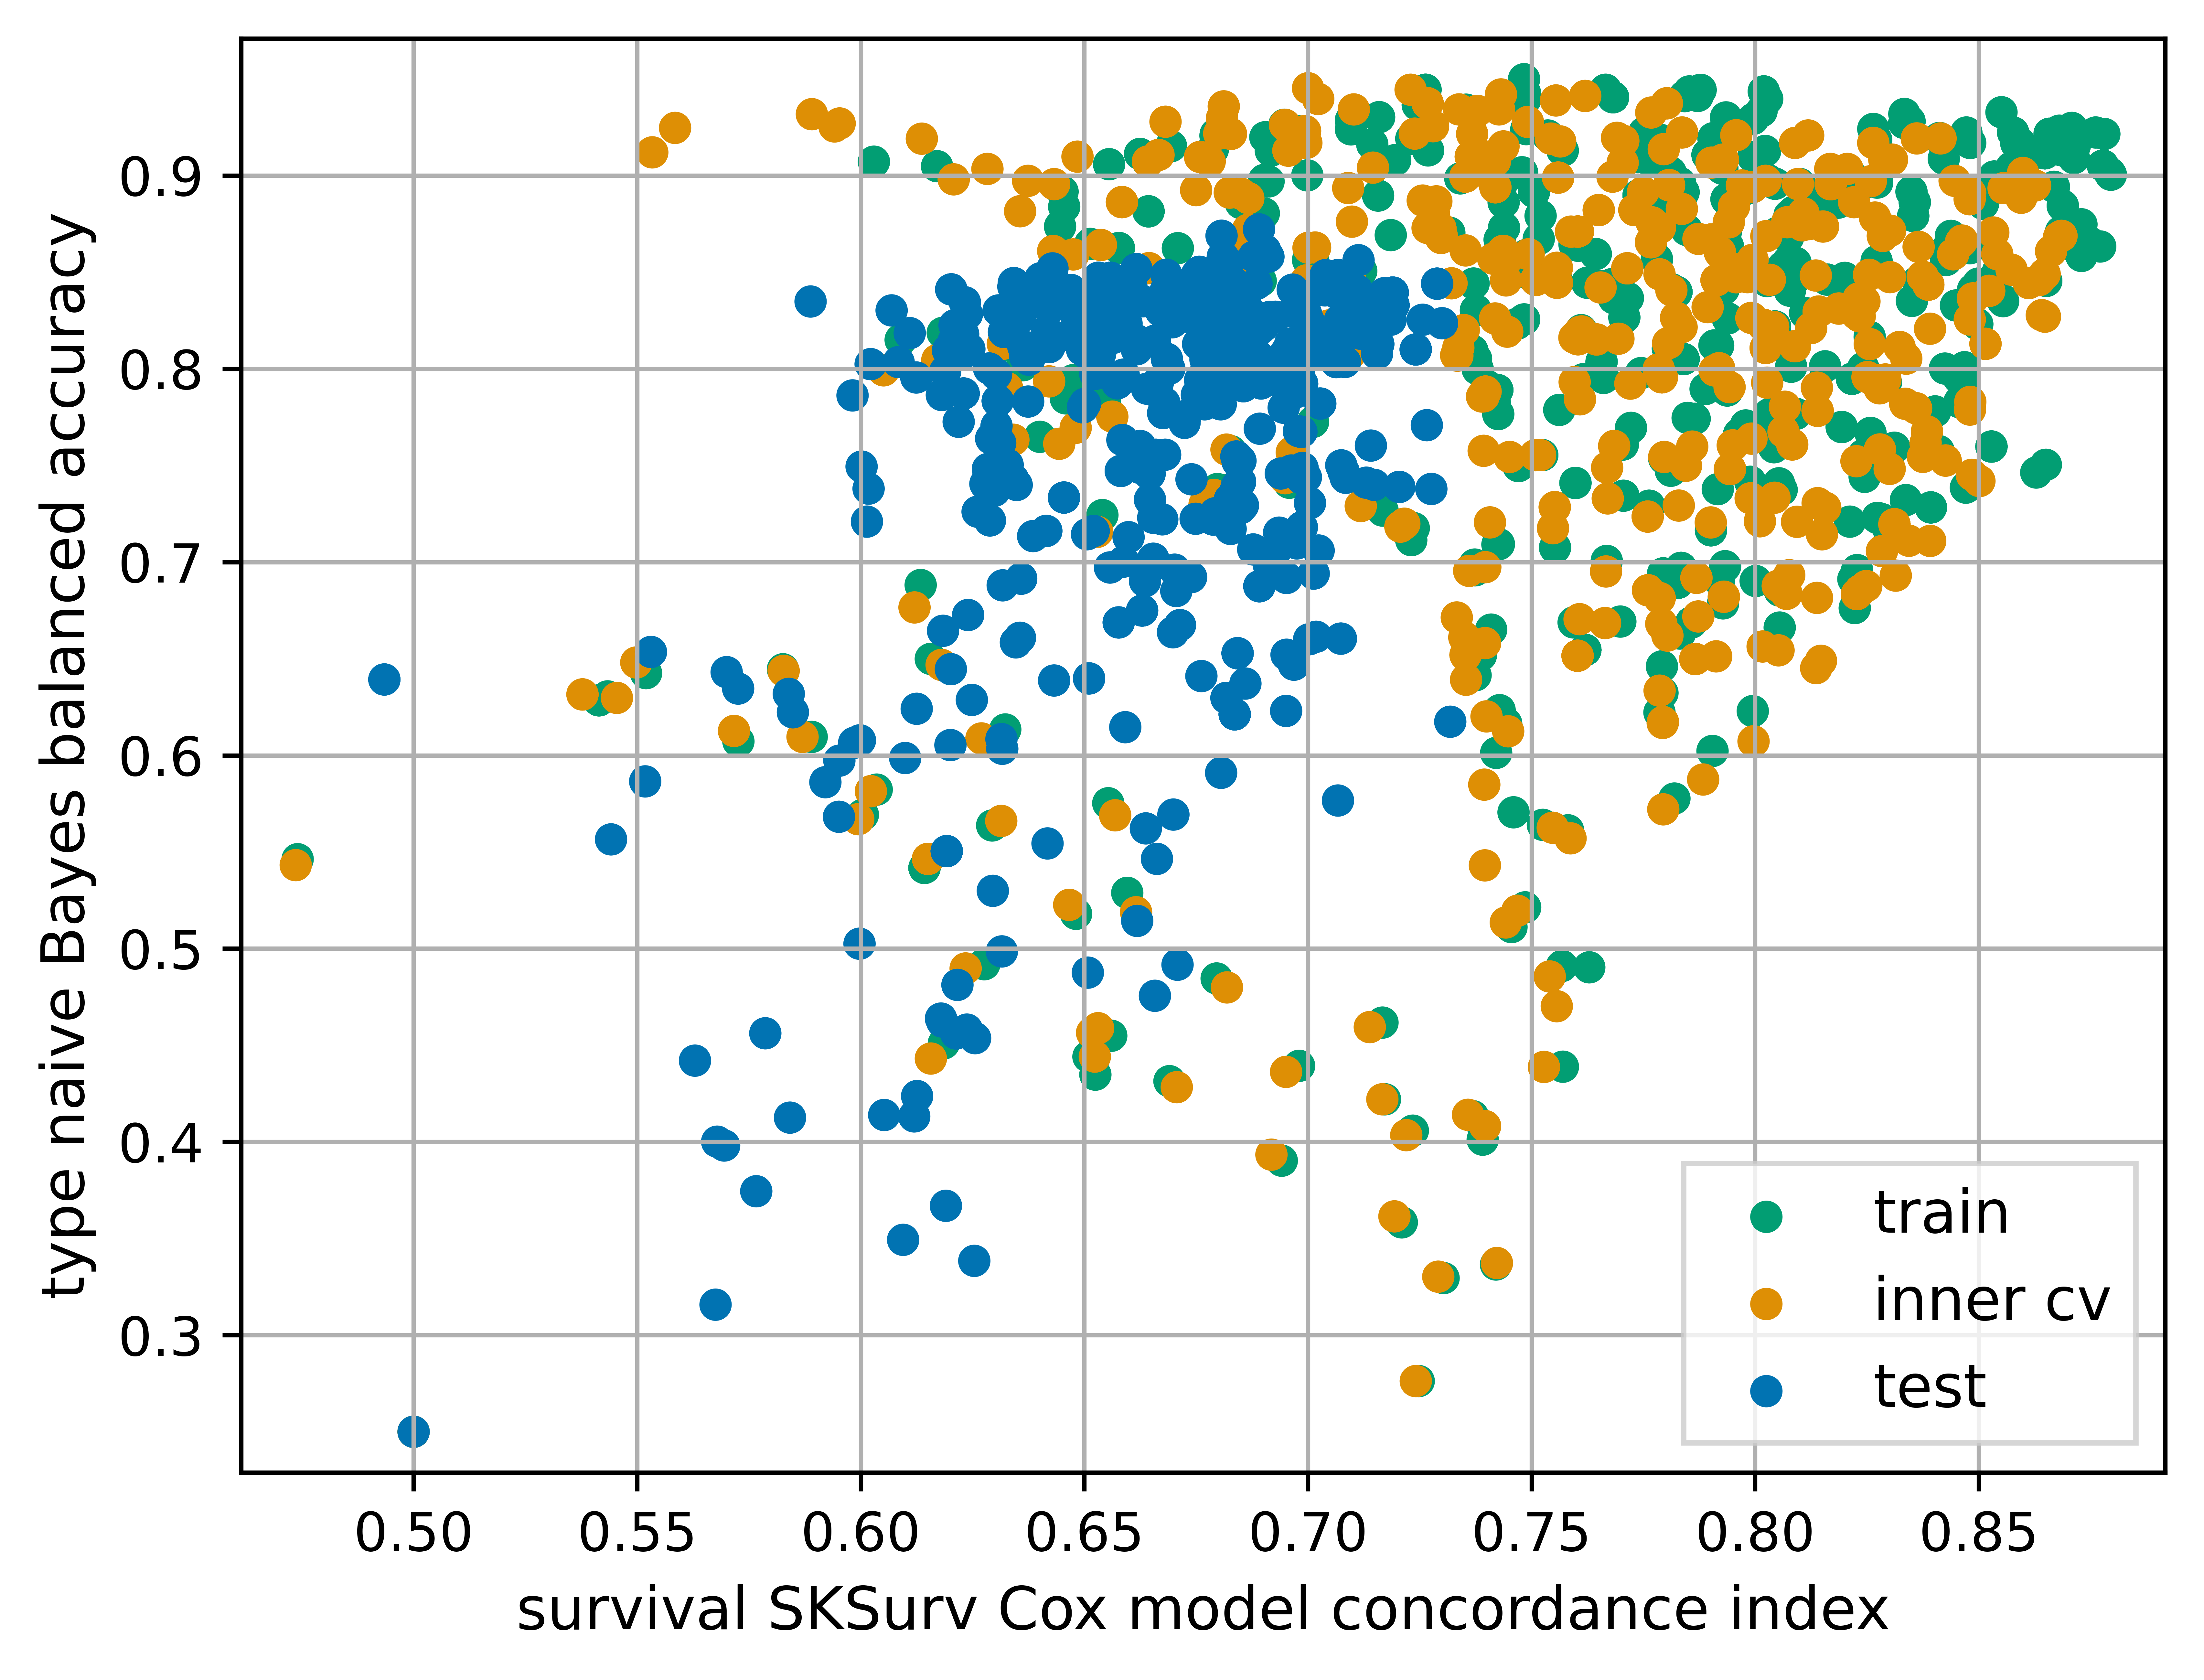 type naive Bayes balanced accuracy
0.9
0.8
0.7
0.6
0.5
0.4
0.3
train
inner cv
test
0.50 0.55 0.60 0.65 0.70 0.75 0.80 0.85
survival SKSurv Cox model concordance index